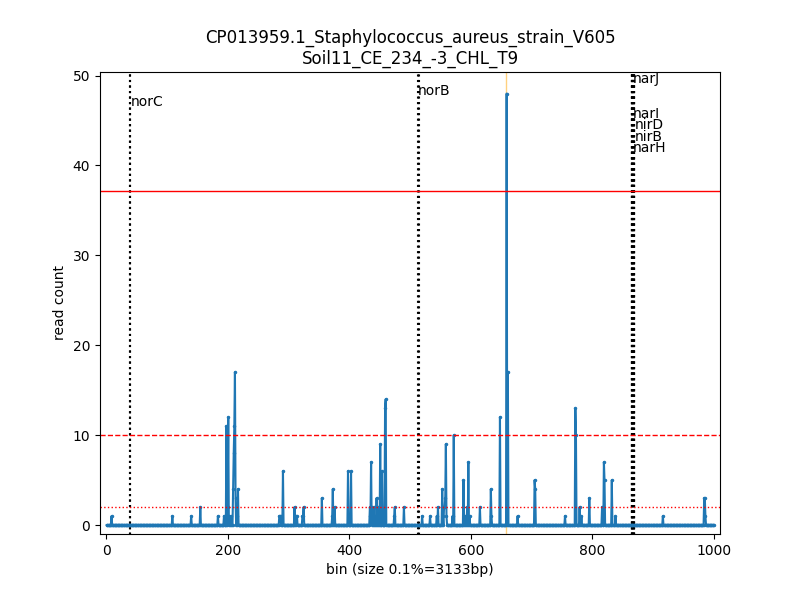 CP013959.1_Staphylococcus_aureus_strain_V605
Soil11_CE_234_-3_CHL_T9
50
40
30
20
10
0
read count
norC
norB
narJ
narI
nirD
nirB
narH
0 200 400 600 800 1000
bin (size 0.1%=3133bp)